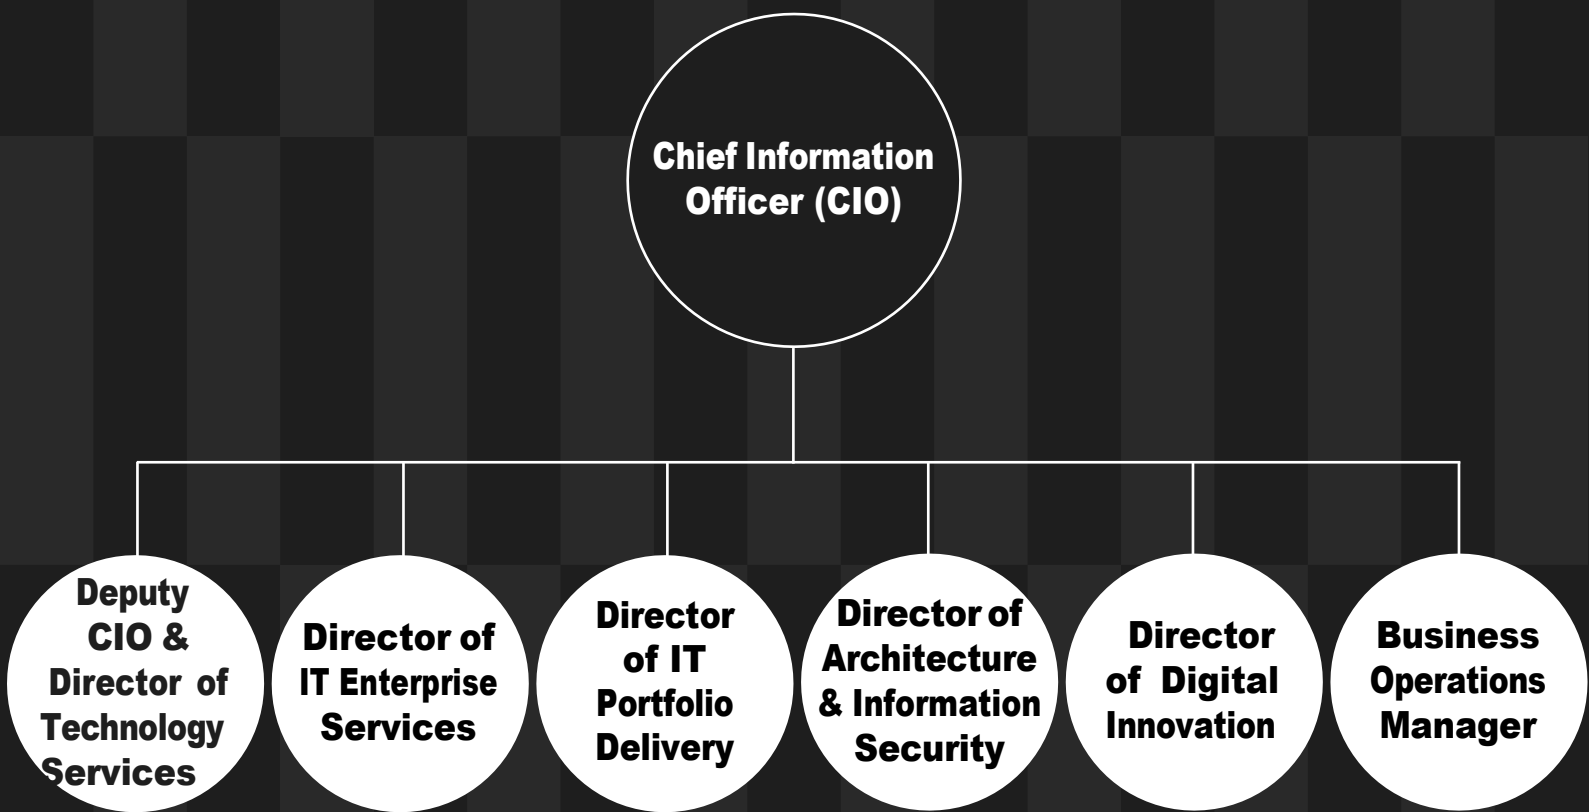 Chief Information
Officer (CIO)
Deputy
CIO &
Director of
Technology
Services
Director of
IT Enterprise
Services
Director
of IT
Portfolio
Delivery
Director of
Architecture
& Information
Security
Director
of Digital
Innovation
Business
Operations
Manager